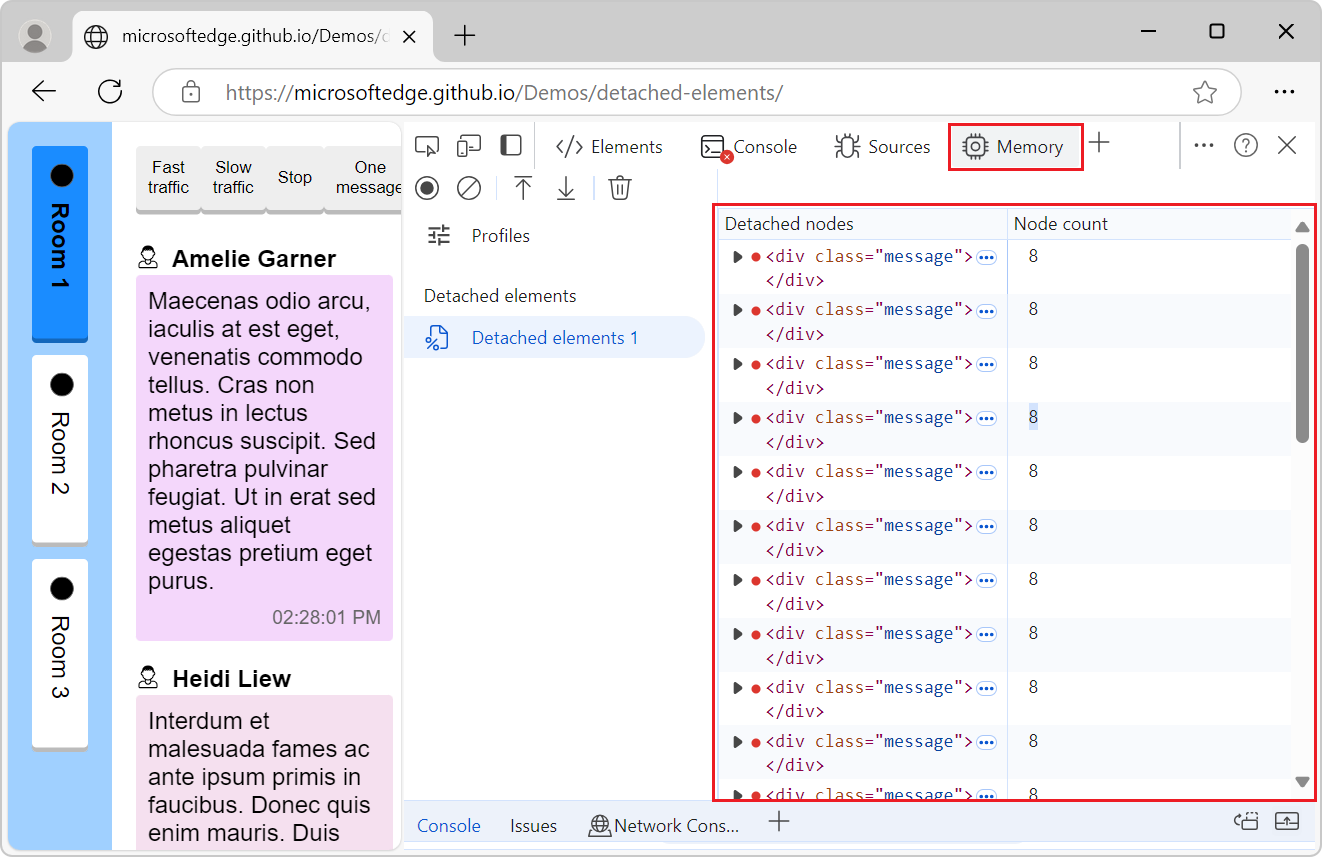 microsoftedge.github.io/Demos/d
https://microsoftedge.github.io/Demos/detached-elements/
Room 1
Room 2
Room 3
Fast traffic
Slow traffic
Stop
One message
Amelie Garner
Maecenas odio arcu,
iaculis at est eget,
venenatis commodo
tellus. Cras non
metus in lectus
rhoncus suscipit. Sed
pharetra pulvinar
feugiat. Ut in erat sed
metus aliquet
egestas pretium eget
purus.
02:28:01 PM
Heidi Liew
Interdum et
malesuada fames ac
ante ipsum primis in
faucibus. Donec quis
enim mauris. Duis
Elements
Console
Sources
Memory
Profiles
Detached elements
Detached elements 1
Detached nodes Node count
<div class="message"> … 8
</div>
<div class="message"> … 8
</div>
<div class="message"> … 8
</div>
<div class="message"> … 8
</div>
<div class="message"> … 8
</div>
<div class="message"> … 8
</div>
<div class="message"> … 8
</div>
<div class="message"> … 8
</div>
<div class="message"> … 8
</div>
<div class="message"> … 8
</div>
<div class="message"> … 8
Console
Issues
Network Cons...